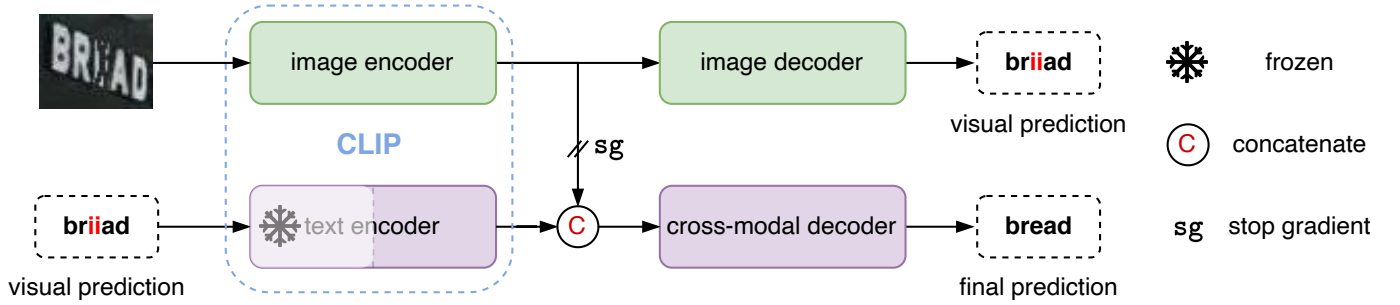 BRIIAD
image encoder
image decoder
briiad
visual prediction
frozen
CLIP
sg
C
concatenate
briiad
visual prediction
text encoder
C
cross-modal decoder
bread
final prediction
sg
stop gradient